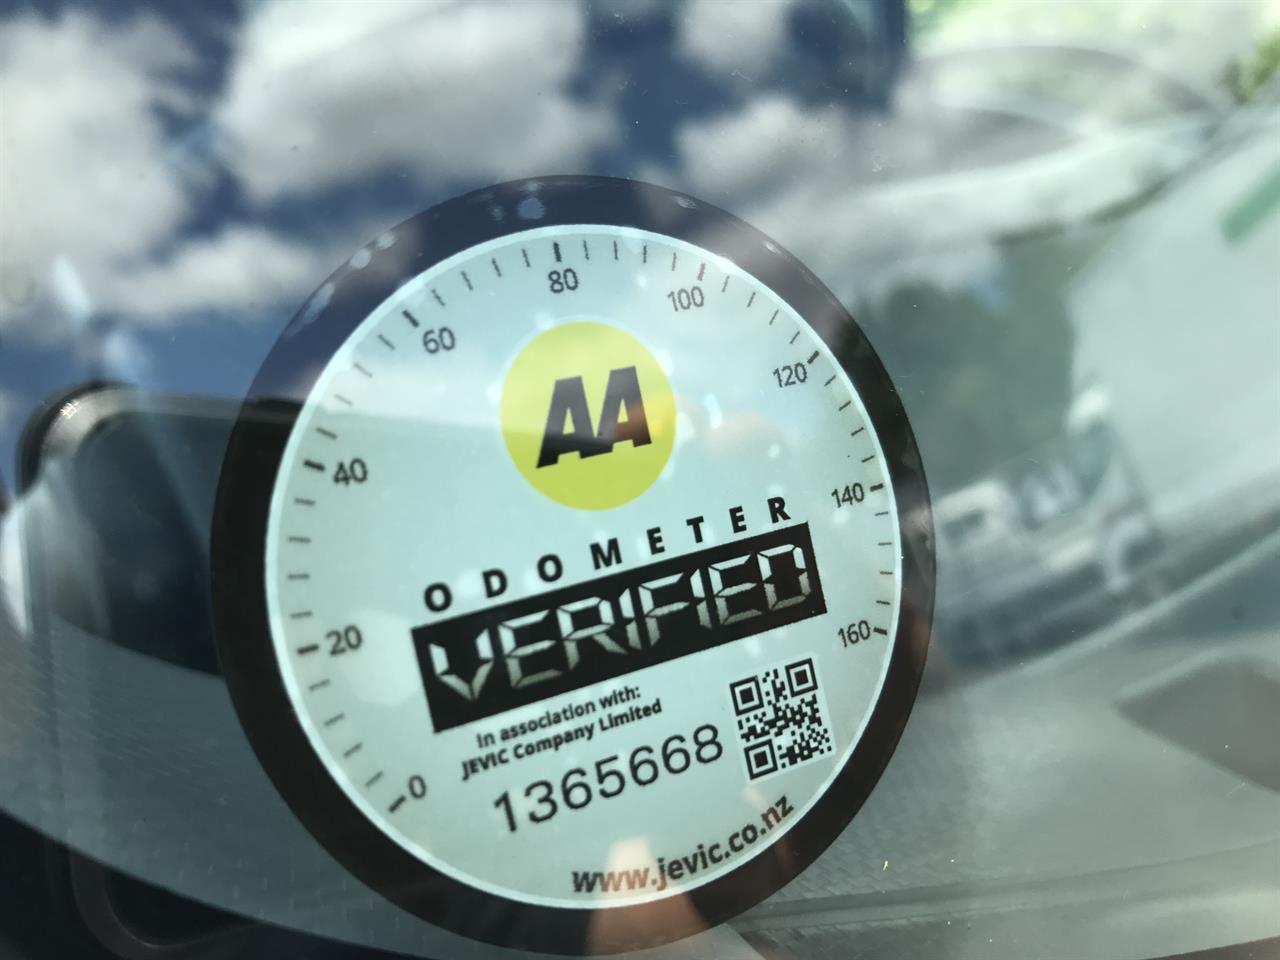 0
20
40
60
80
100
120
140
160
AA
ODOMETER
VERIFIED
In association with:
JEVIC Company Limited
1365668
www.jevic.co.nz